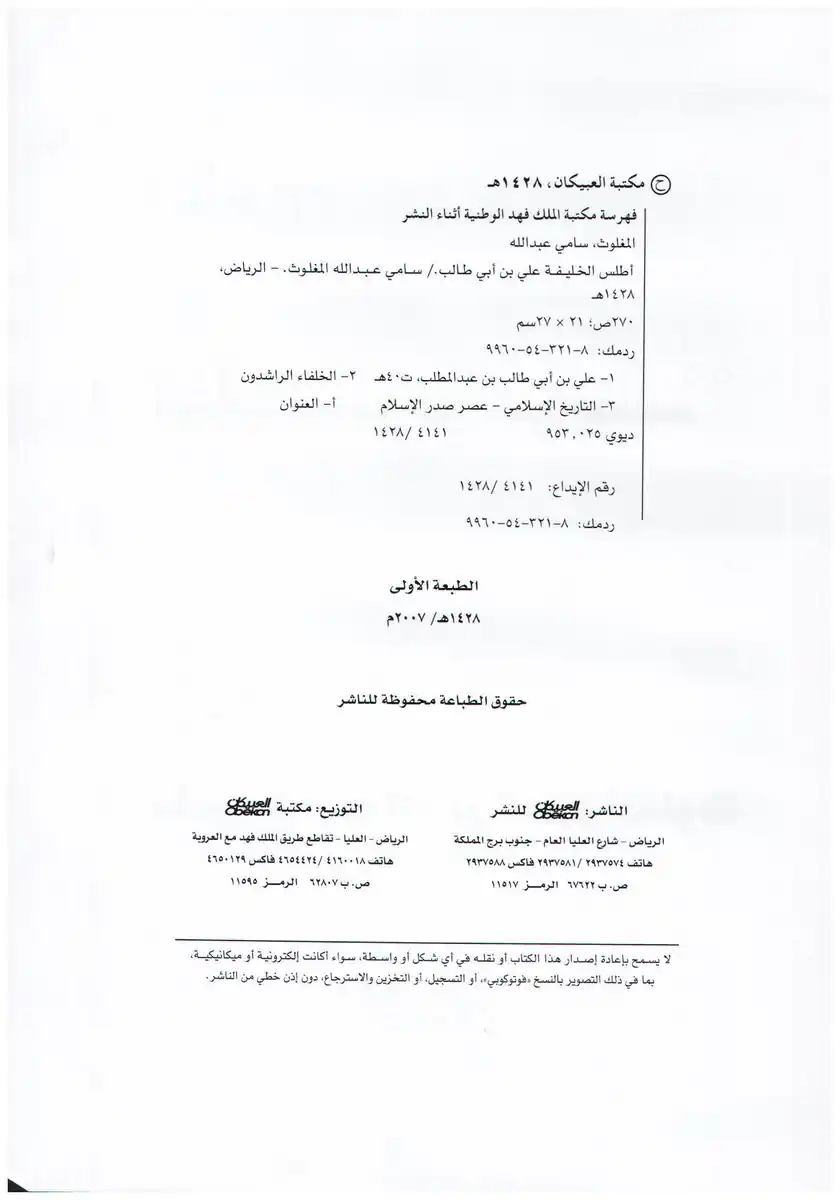 ح مكتبة العبيكان، ١٤٢٨هـ
فهرسة مكتبة الملك فهد الوطنية أثناء النشر
المغلوث، سامي عبدالله
أطلس الخليفة علي بن أبي طالب./ سامي عبدالله المغلوث. - الرياض،
١٤٢٨هـ
٢٧٠ص؛ ٢١ × ٢٧سم
ردمك: ٨-٣٢١-٥٤-٩٩٦٠
١- علي بن أبي طالب بن عبدالمطلب، ت٤٠هـ ٢- الخلفاء الراشدون
٣- التاريخ الإسلامي - عصر صدر الإسلام أ- العنوان
ديوي ٩٥٣,٠٢٥ ٤١٤١ /١٤٢٨
رقم الإيداع: ٤١٤١ /١٤٢٨
ردمك: ٨-٣٢١-٥٤-٩٩٦٠
الطبعة الأولى
١٤٢٨هـ/ ٢٠٠٧م
حقوق الطباعة محفوظة للناشر
الناشر: العبيكان Obekan للنشر
الرياض - شارع العليا العام - جنوب برج المملكة
هاتف ٢٩٣٧٥٧٤ /٢٩٣٧٥٨١ فاكس ٢٩٣٧٥٨٨
ص.ب ٦٧٦٢٢ الرمز ١١٥١٧
التوزيع: مكتبة العبيكان Obekan
الرياض - العليا - تقاطع طريق الملك فهد مع العروبة
هاتف ٤١٦٠٠١٨ /٤٦٥٤٤٢٤ فاكس ٤٦٥٠١٢٩
ص.ب ٦٢٨٠٧ الرمز ١١٥٩٥
لا يسمح بإعادة إصدار هذا الكتاب أو نقله في أي شكل أو واسطة، سواء أكانت إلكترونية أو ميكانيكية،
بما في ذلك التصوير بالنسخ «فوتوكوبي»، أو التسجيل، أو التخزين والاسترجاع، دون إذن خطي من الناشر.